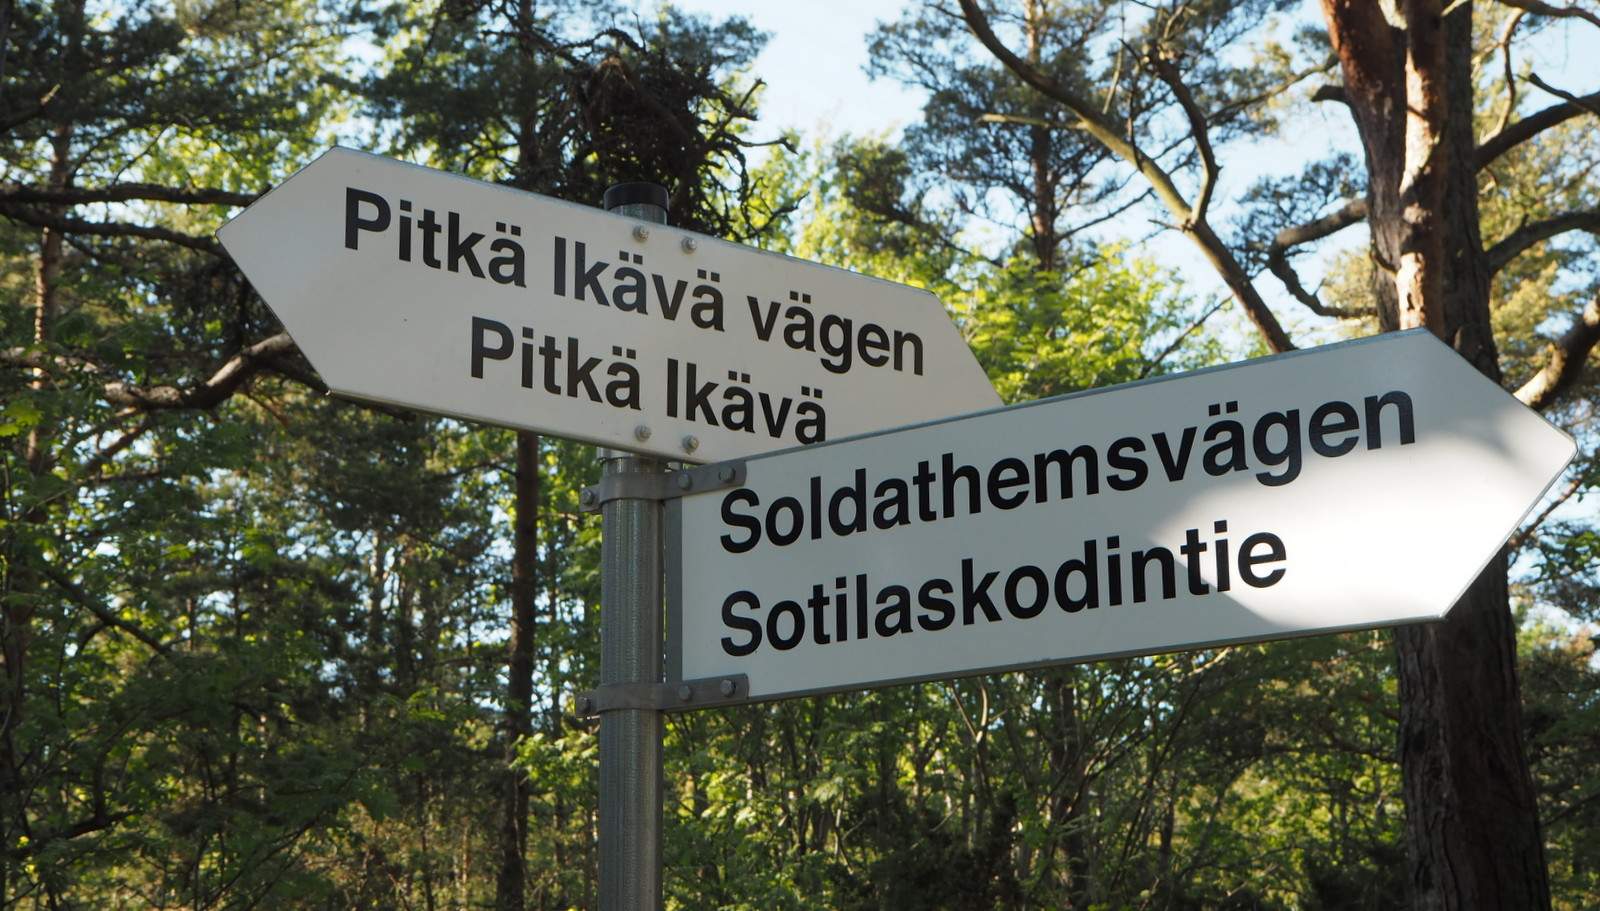 Pitkä Ikävä vägen
Pitkä Ikävä
Soldathemsvägen
Sotilaskodintie